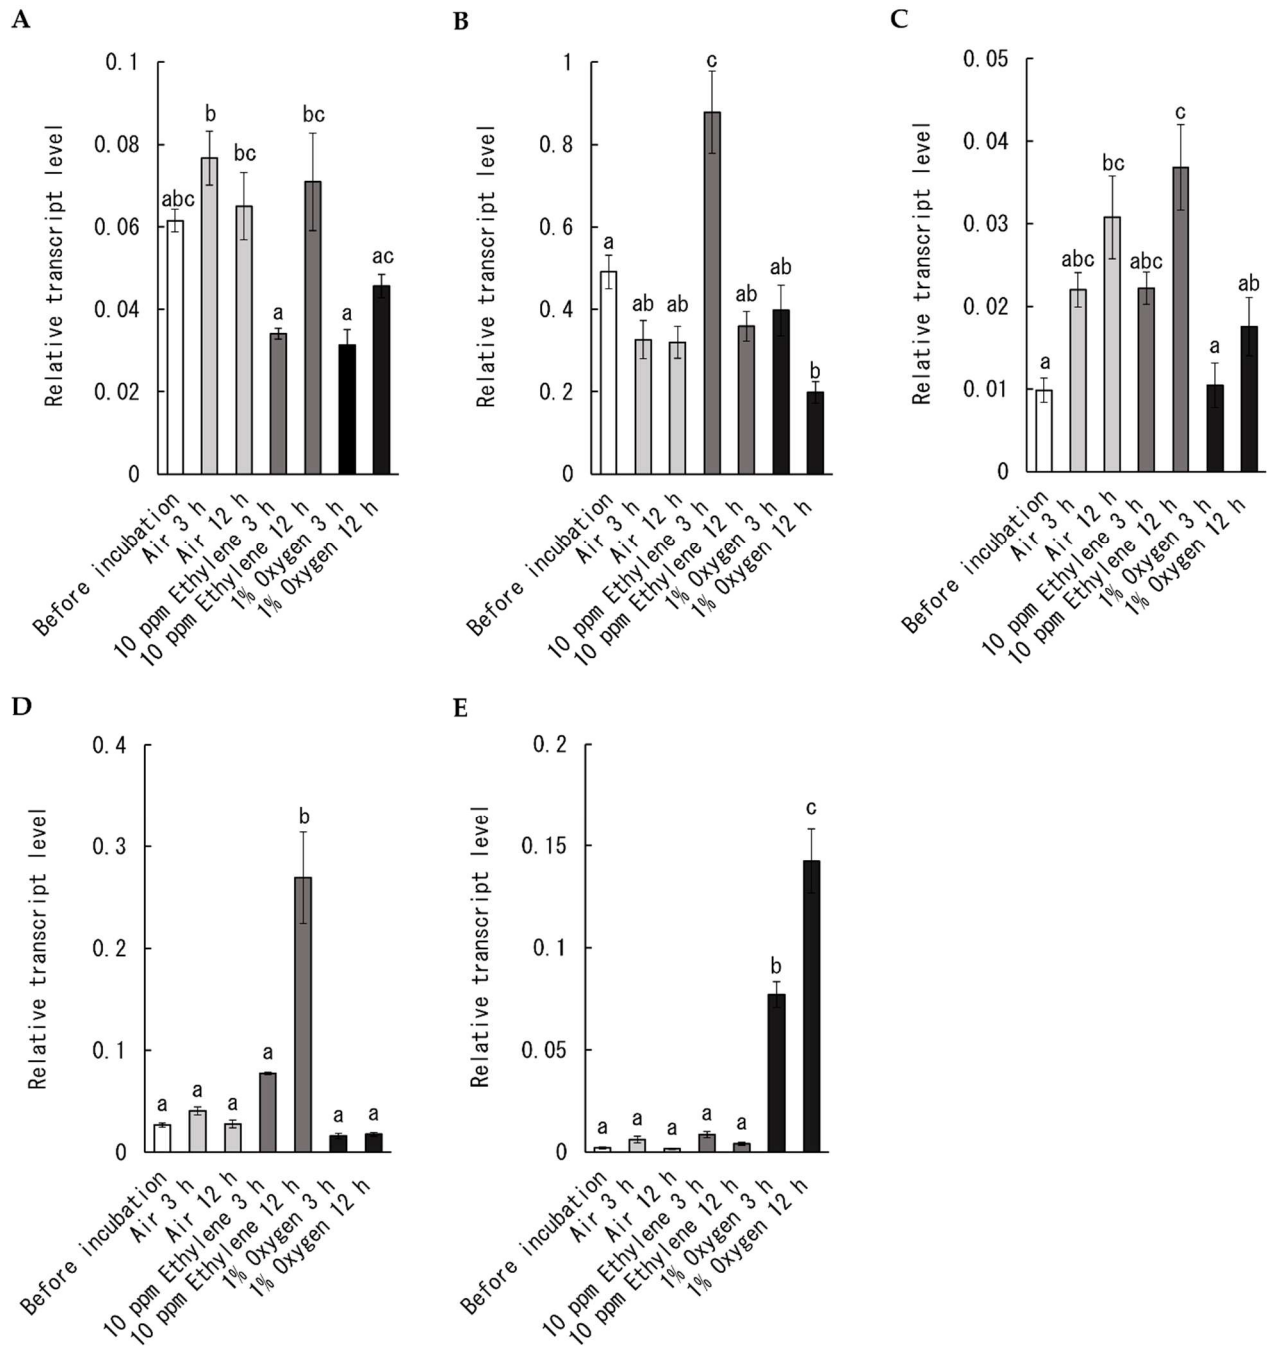 A
Relative transcript level
0.1
0.08
0.06
0.04
0.02
0
abc
b
bc
a
bc
a
ac
Before incubation
Air 3 h
Air 12 h
10 ppm Ethylene 3 h
10 ppm Ethylene 12 h
1% Oxygen 3 h
1% Oxygen 12 h
B
Relative transcript level
1
0.8
0.6
0.4
0.2
0
a
ab
ab
c
ab
ab
b
Before incubation
Air 3 h
Air 12 h
10 ppm Ethylene 3 h
10 ppm Ethylene 12 h
1% Oxygen 3 h
1% Oxygen 12 h
C
Relative transcript level
0.05
0.04
0.03
0.02
0.01
0
a
abc
bc
abc
c
a
ab
Before incubation
Air 3 h
Air 12 h
10 ppm Ethylene 3 h
10 ppm Ethylene 12 h
1% Oxygen 3 h
1% Oxygen 12 h
D
Relative transcript level
0.4
0.3
0.2
0.1
0
a
a
a
a
b
a
a
Before incubation
Air 3 h
Air 12 h
10 ppm Ethylene 3 h
10 ppm Ethylene 12 h
1% Oxygen 3 h
1% Oxygen 12 h
E
Relative transcript level
0.2
0.15
0.1
0.05
0
a
a
a
a
a
b
c
Before incubation
Air 3 h
Air 12 h
10 ppm Ethylene 3 h
10 ppm Ethylene 12 h
1% Oxygen 3 h
1% Oxygen 12 h